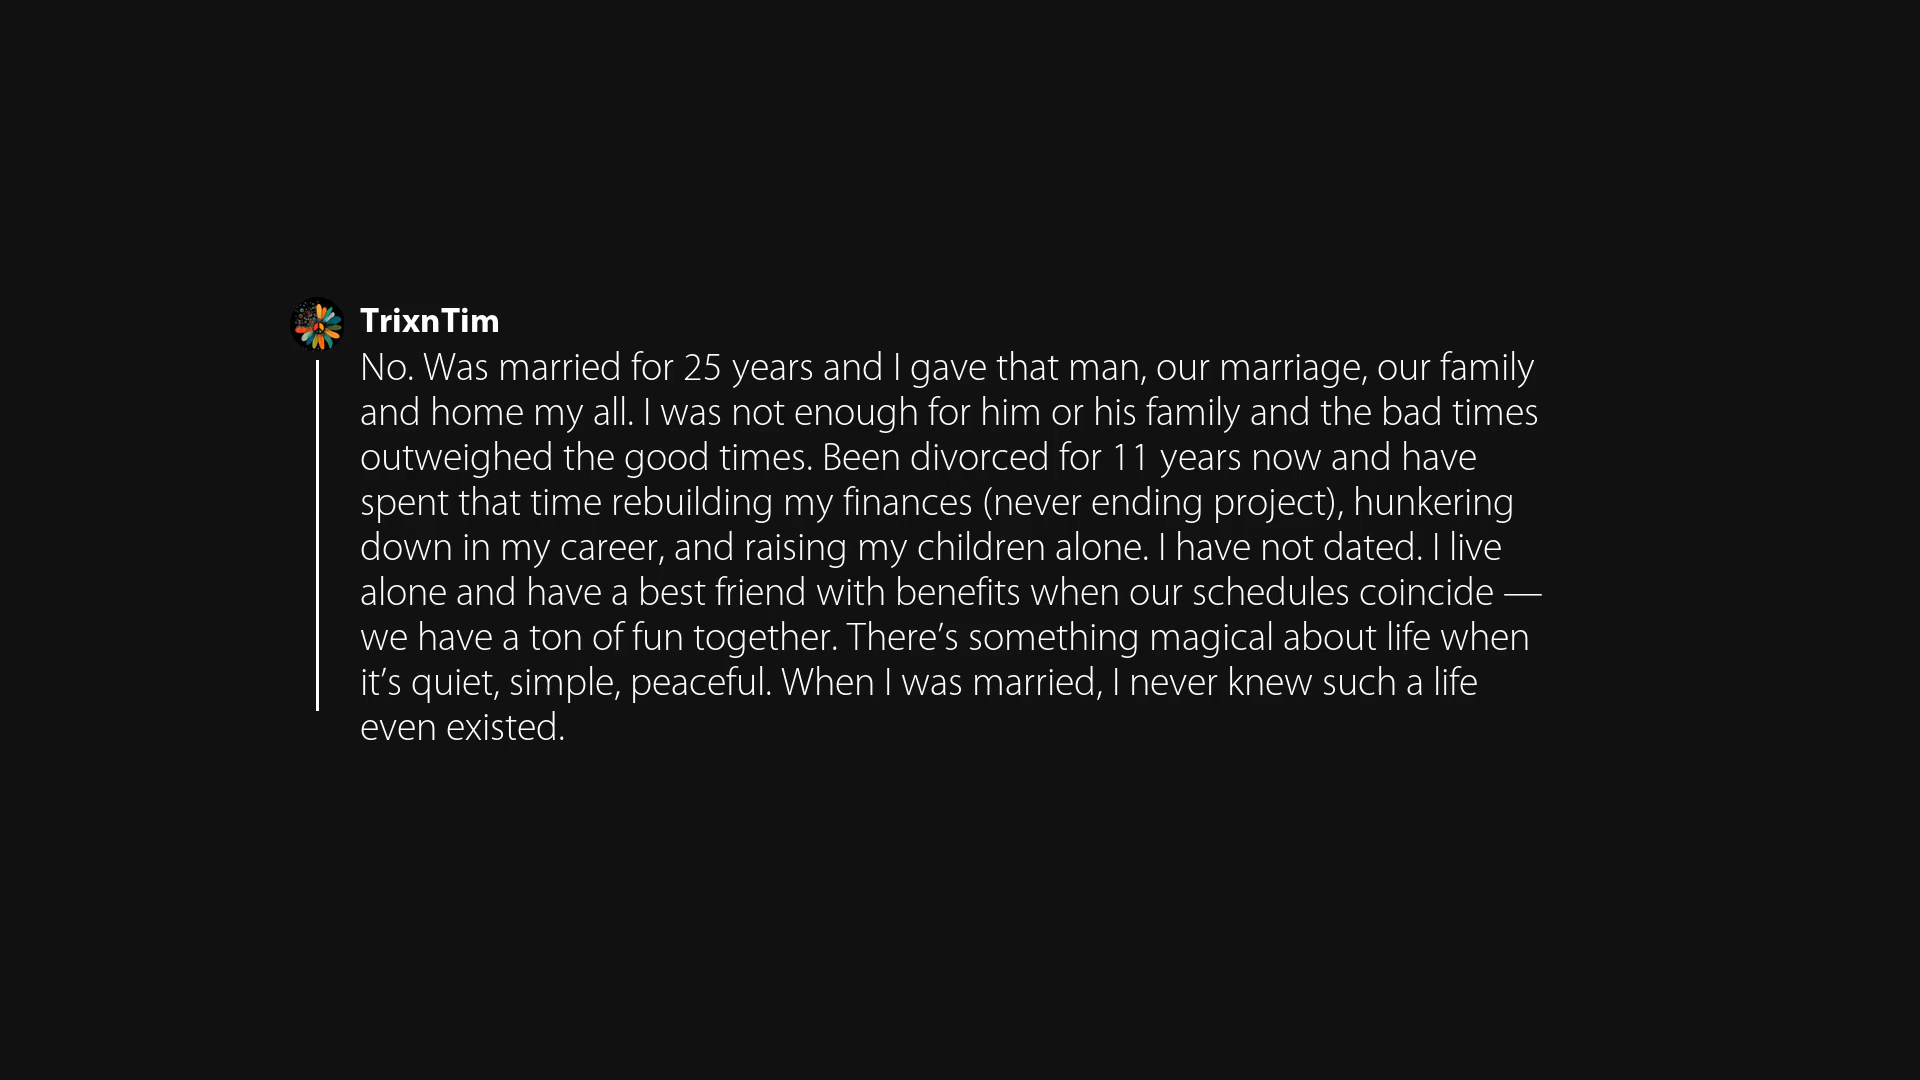 TrixnTim
No. Was married for 25 years and I gave that man, our marriage, our family
and home my all. I was not enough for him or his family and the bad times
outweighed the good times. Been divorced for 11 years now and have
spent that time rebuilding my finances (never ending project), hunkering
down in my career, and raising my children alone. I have not dated. I live
alone and have a best friend with benefits when our schedules coincide —
we have a ton of fun together. There’s something magical about life when
it’s quiet, simple, peaceful. When I was married, I never knew such a life
even existed.